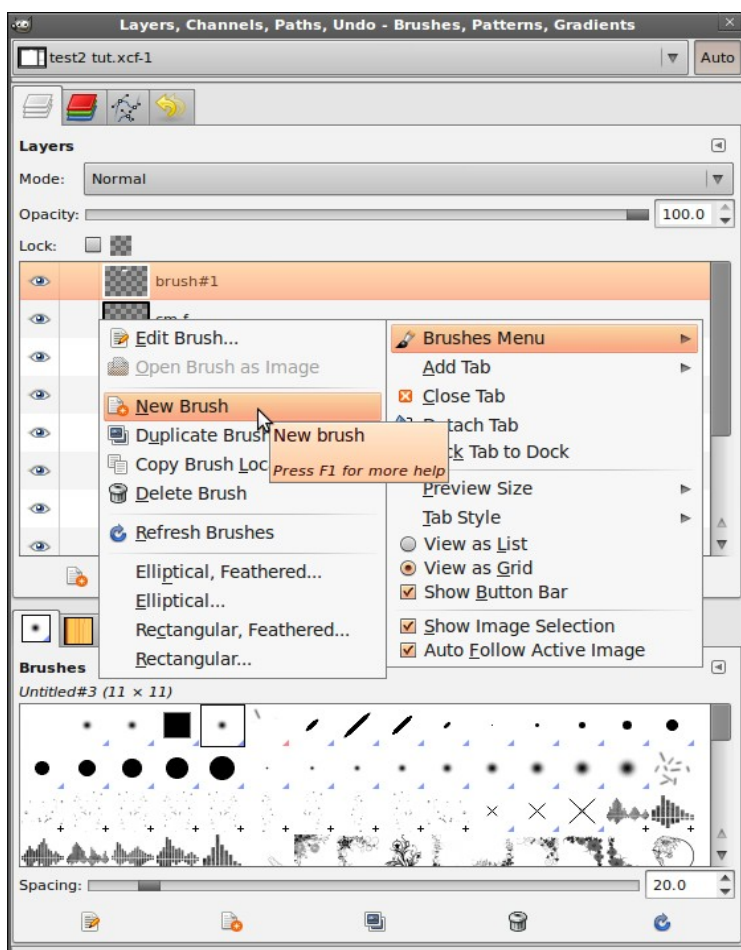 Layers, Channels, Paths, Undo - Brushes, Patterns, Gradients
test2 tut.xcf-1
Auto
Layers
Mode: Normal
Opacity: 100.0
Lock:
brush#1
Edit Brush...
Open Brush as Image
New Brush
Duplicate Brush
Copy Brush Loc
Delete Brush
Refresh Brushes
Elliptical, Feathered...
Elliptical...
Rectangular, Feathered...
Rectangular...
New brush
Press F1 for more help
Brushes Menu
Add Tab
Close Tab
Tab
Tab to Dock
Preview Size
Tab Style
View as List
View as Grid
Show Button Bar
Show Image Selection
Auto Follow Active Image
Brushes
Untitled#3 (11 × 11)
Spacing: 20.0